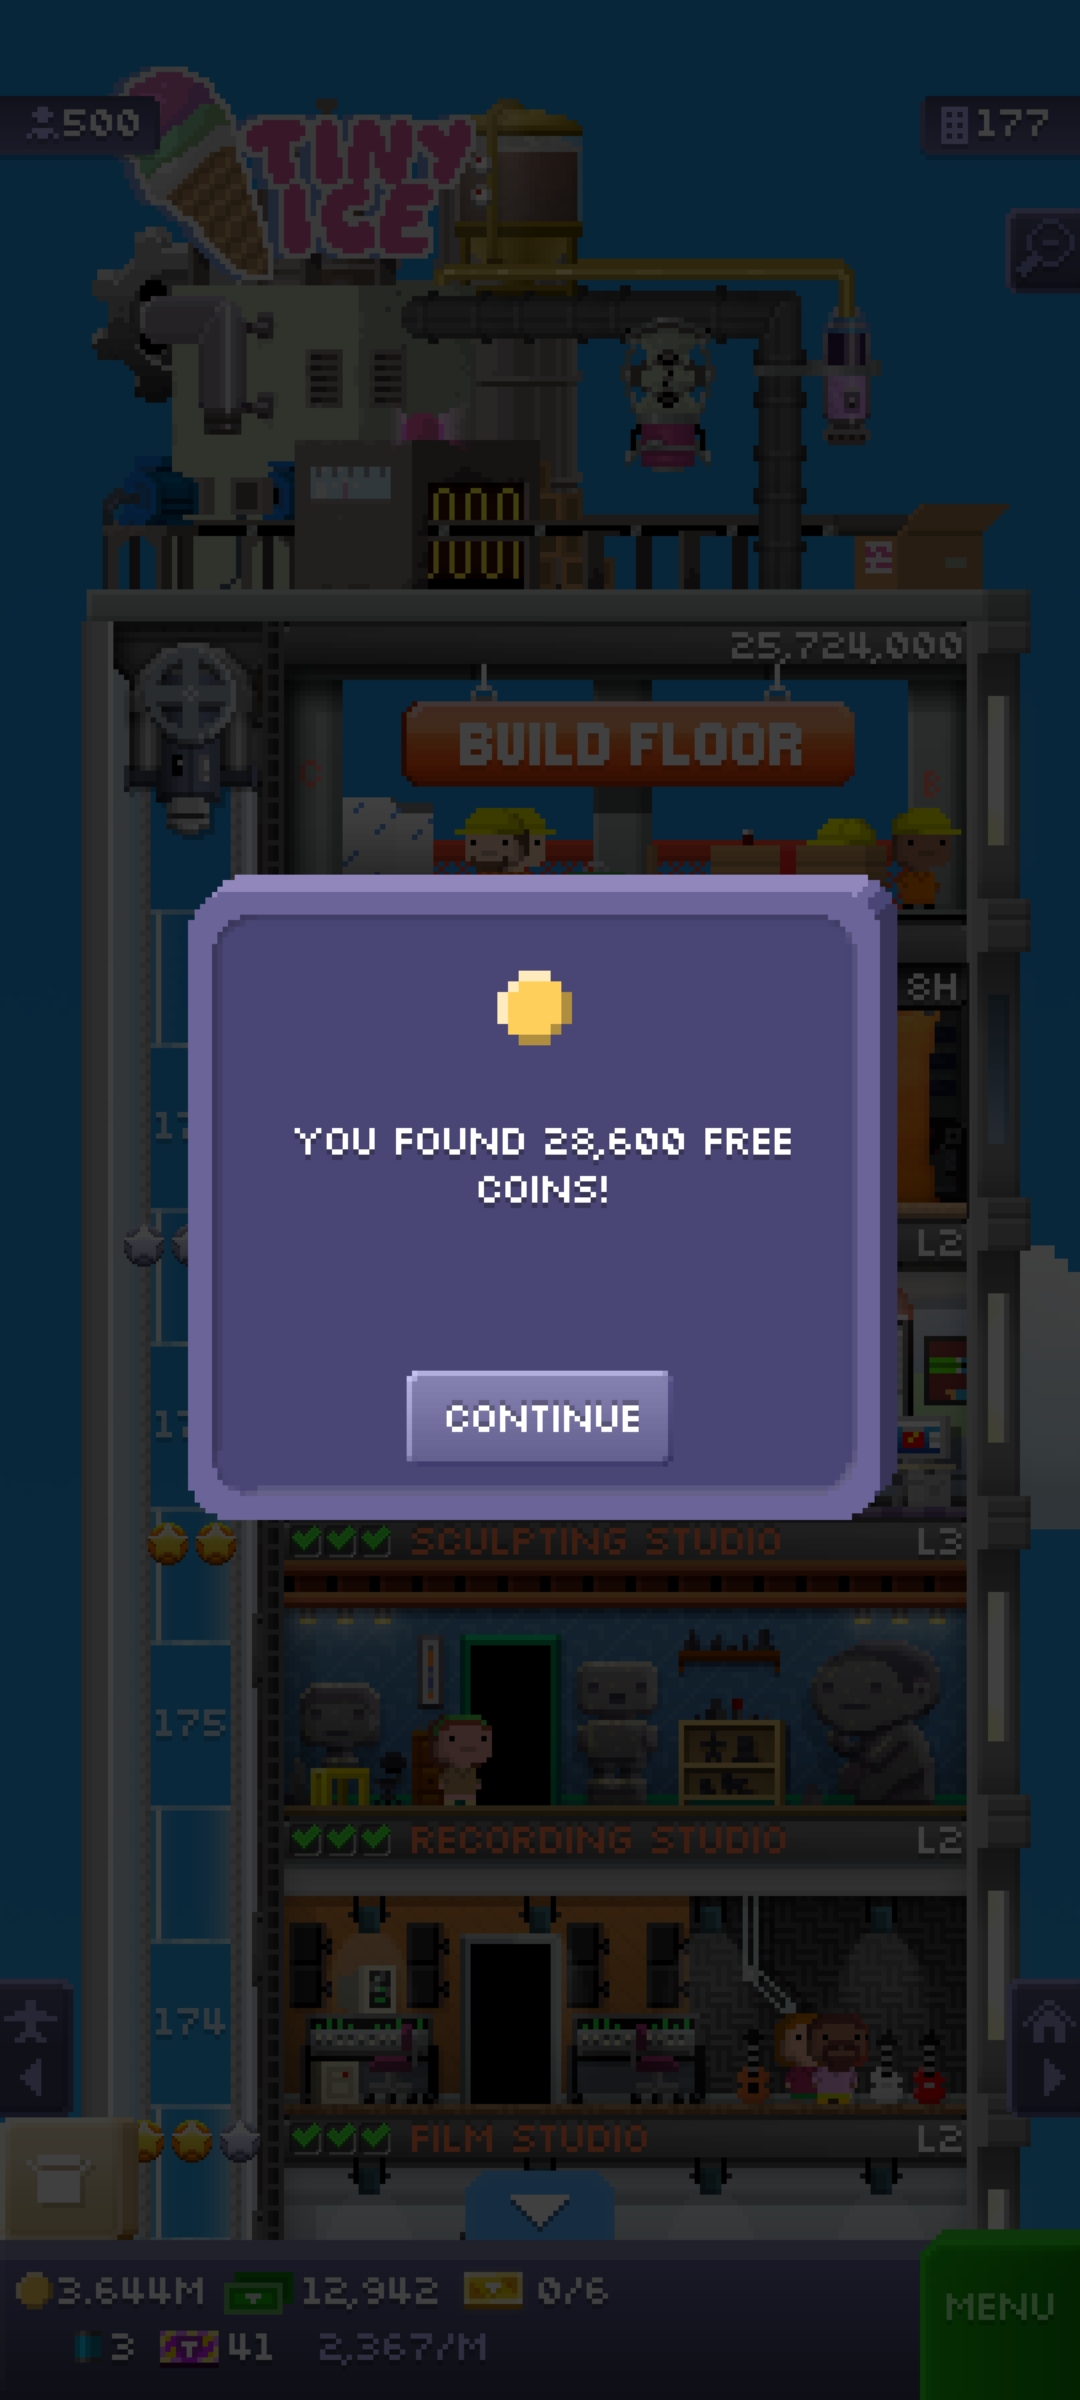 500
177
TINY
ICE
25,724,000
BUILD FLOOR
8H
L2
YOU FOUND 28,600 FREE
COINS!
CONTINUE
SCULPTING STUDIO
L3
175
RECORDING STUDIO
L2
174
FILM STUDIO
L2
3.644M
12,942
0/6
MENU
3
41
2,367/M